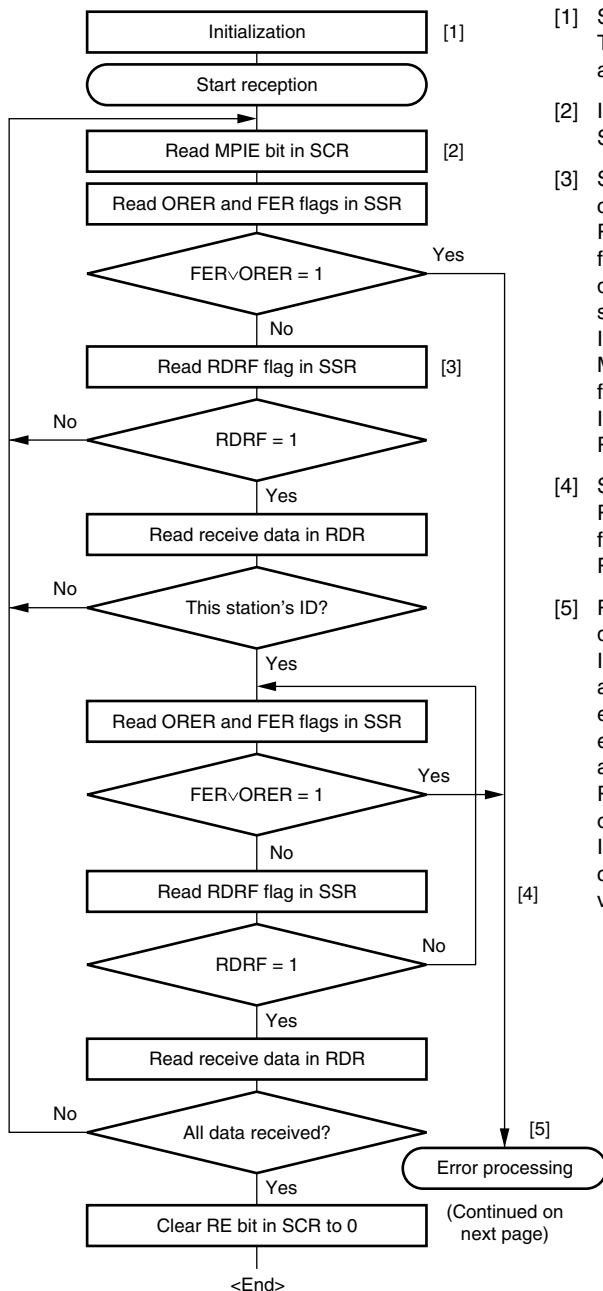 Initialization
[1]
Start reception
Read MPIE bit in SCR
[2]
Read ORER and FER flags in SSR
FER∨ORER = 1
Yes
No
Read RDRF flag in SSR
[3]
RDRF = 1
No
Yes
Read receive data in RDR
This station's ID?
No
Yes
Read ORER and FER flags in SSR
FER∨ORER = 1
Yes
No
Read RDRF flag in SSR
[4]
RDRF = 1
No
Yes
Read receive data in RDR
All data received?
No
Yes
[5]
Error processing
(Continued on
next page)
Clear RE bit in SCR to 0
<End>
[1]
[2]
[3]
[4]
[5]